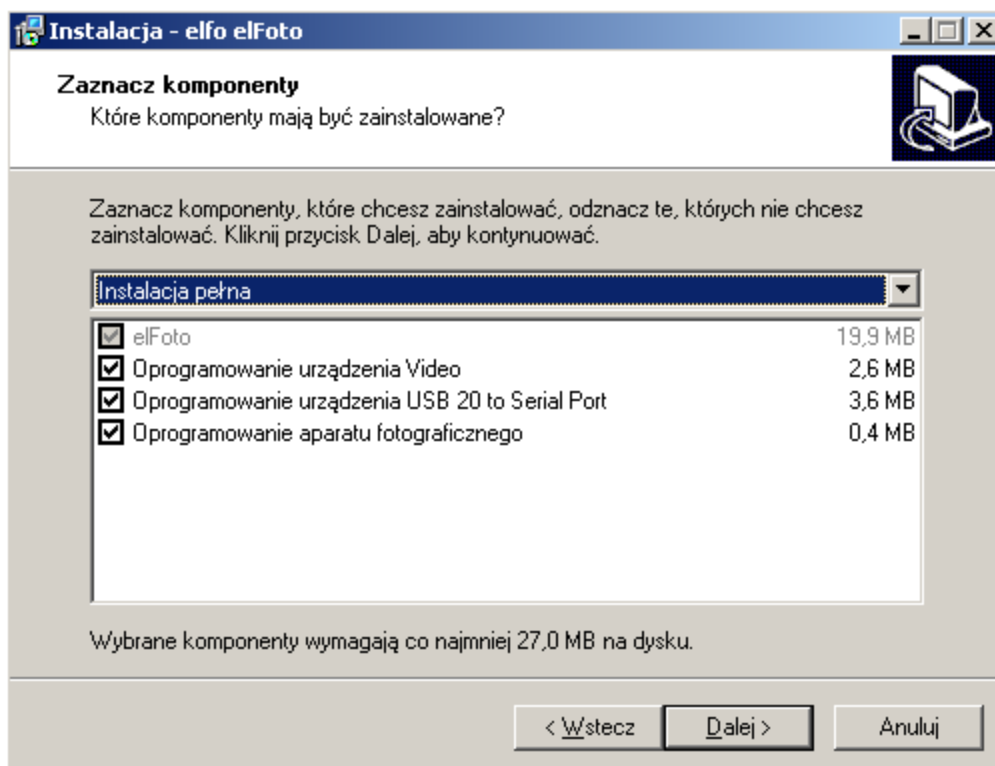 Instalacja - elfo elFoto
Zaznacz komponenty
Które komponenty mają być zainstalowane?
Zaznacz komponenty, które chcesz zainstalować, odznacz te, których nie chcesz
zainstalować. Kliknij przycisk Dalej, aby kontynuować.
Instalacja pełna
elFoto 19,9 MB
Oprogramowanie urządzenia Video 2,6 MB
Oprogramowanie urządzenia USB 20 to Serial Port 3,6 MB
Oprogramowanie aparatu fotograficznego 0,4 MB
Wybrane komponenty wymagają co najmniej 27,0 MB na dysku.
< Wstecz Dalej > Anuluj